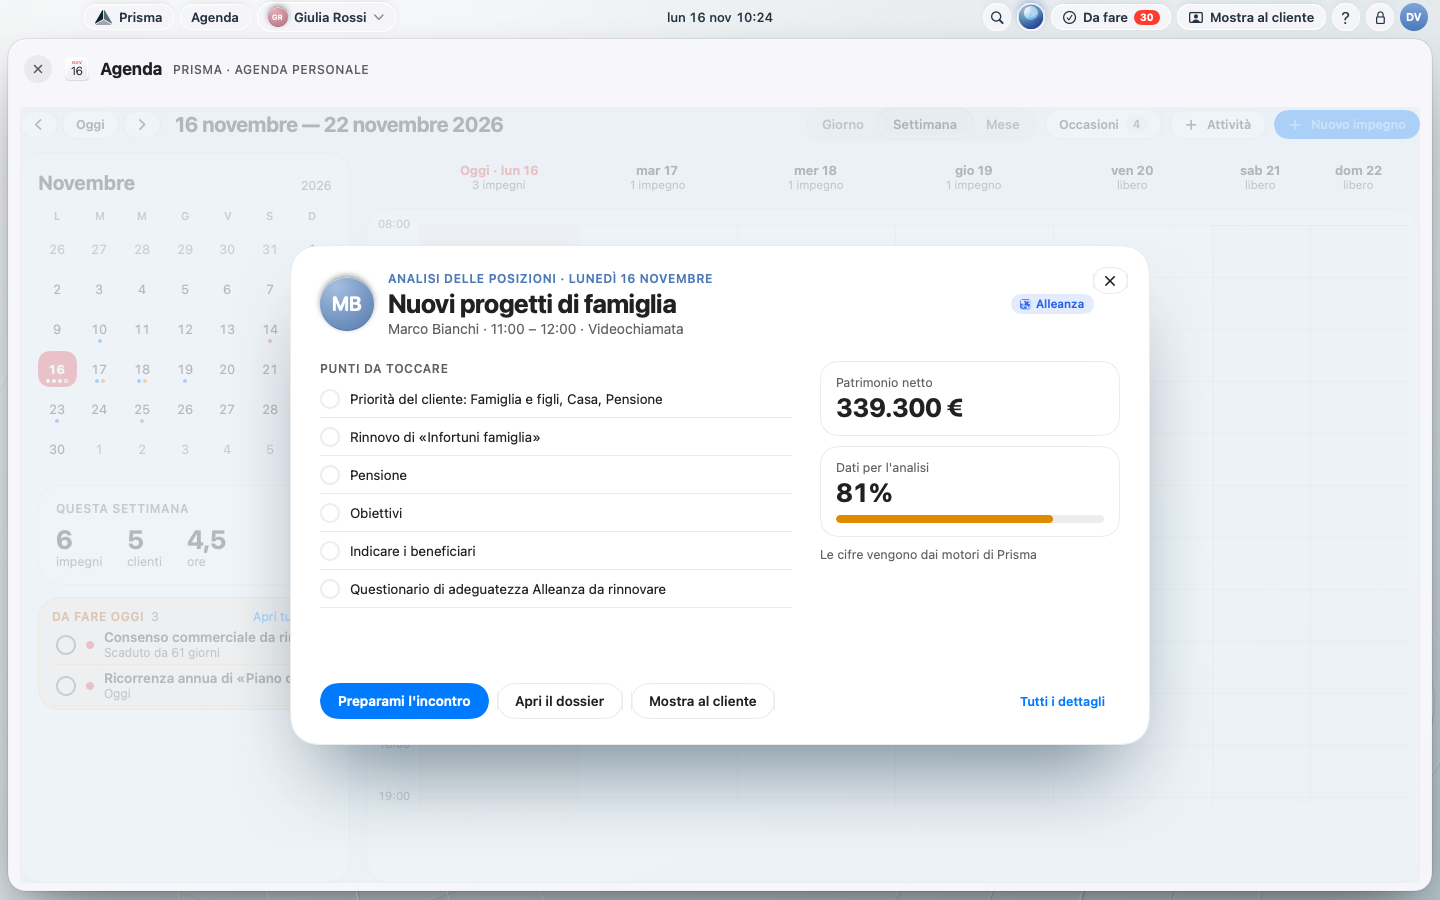 Prisma
Agenda
GR Giulia Rossi
lun 16 nov 10:24
Da fare 30
Mostra al cliente
?
DV
NOV 16
Agenda PRISMA · AGENDA PERSONALE
Oggi
16 novembre — 22 novembre 2026
Giorno Settimana Mese
Occasioni 4
+ Attività
+ Nuovo impegno
Novembre 2026
L M M G V S D
26 27 28 29 30 31
2 3 4 5 6 7
9 10 11 12 13 14
16 17 18 19 20 21
23 24 25 26 27 28
30 1 2 3 4 5
QUESTA SETTIMANA
6 5 4,5
impegni clienti ore
DA FARE OGGI 3
Consenso commerciale da
Scaduto da 61 giorni
Ricorrenza annua di «Piano
Oggi
Apri
Oggi · lun 16 mar 17 mer 18 gio 19 ven 20 sab 21 dom 22
3 impegni 1 impegno 1 impegno 1 impegno libero libero libero
08:00
19:00
MB
ANALISI DELLE POSIZIONI · LUNEDÌ 16 NOVEMBRE
Nuovi progetti di famiglia
Marco Bianchi · 11:00 – 12:00 · Videochiamata
Alleanza
PUNTI DA TOCCARE
Priorità del cliente: Famiglia e figli, Casa, Pensione
Rinnovo di «Infortuni famiglia»
Pensione
Obiettivi
Indicare i beneficiari
Questionario di adeguatezza Alleanza da rinnovare
Patrimonio netto
339.300 €
Dati per l'analisi
81%
Le cifre vengono dai motori di Prisma
Preparami l'incontro
Apri il dossier
Mostra al cliente
Tutti i dettagli